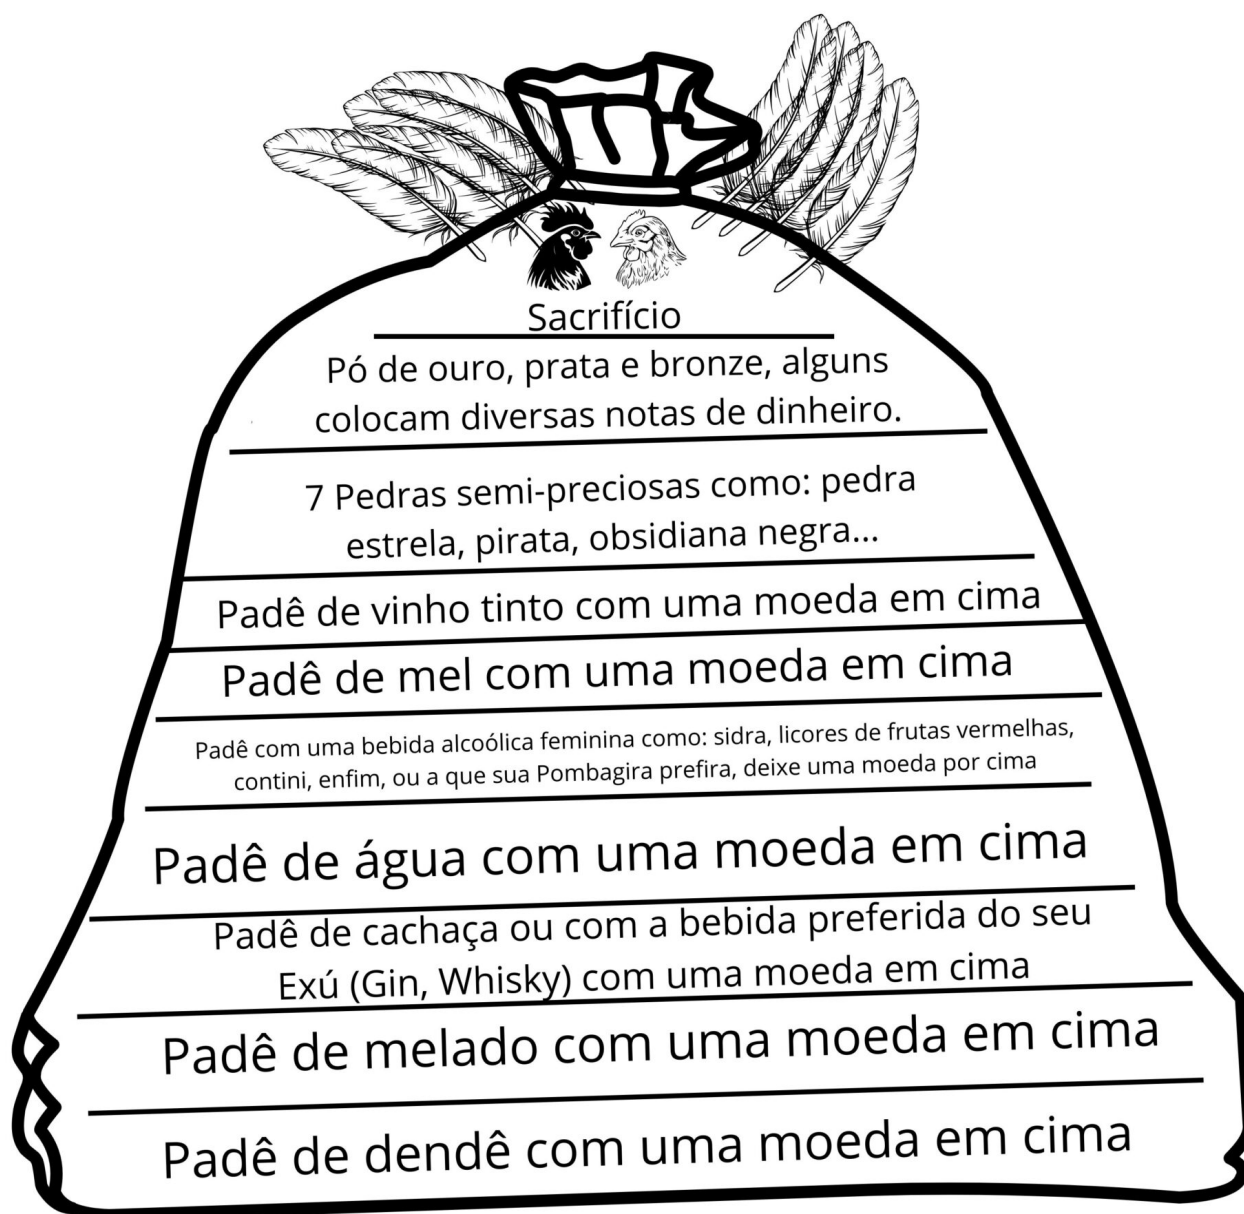 Sacrifício
Pó de ouro, prata e bronze, alguns
colocam diversas notas de dinheiro.
7 Pedras semi-preciosas como: pedra
estrela, pirata, obsidiana negra...
Padê de vinho tinto com uma moeda em cima
Padê de mel com uma moeda em cima
Padê com uma bebida alcoólica feminina como: sidra, licores de frutas vermelhas,
contini, enfim, ou a que sua Pombagira prefira, deixe uma moeda por cima
Padê de água com uma moeda em cima
Padê de cachaça ou com a bebida preferida do seu
Exú (Gin, Whisky) com uma moeda em cima
Padê de melado com uma moeda em cima
Padê de dendê com uma moeda em cima